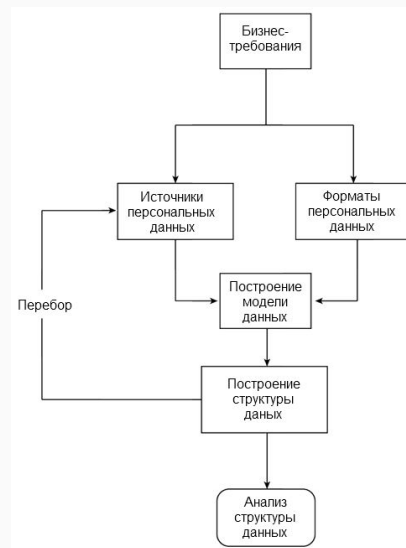 Бизнес-
требования
Источники
персональных
данных
Форматы
персональных
данных
Построение
модели
данных
Перебор
Построение
структуры
даных
Анализ
структуры
данных